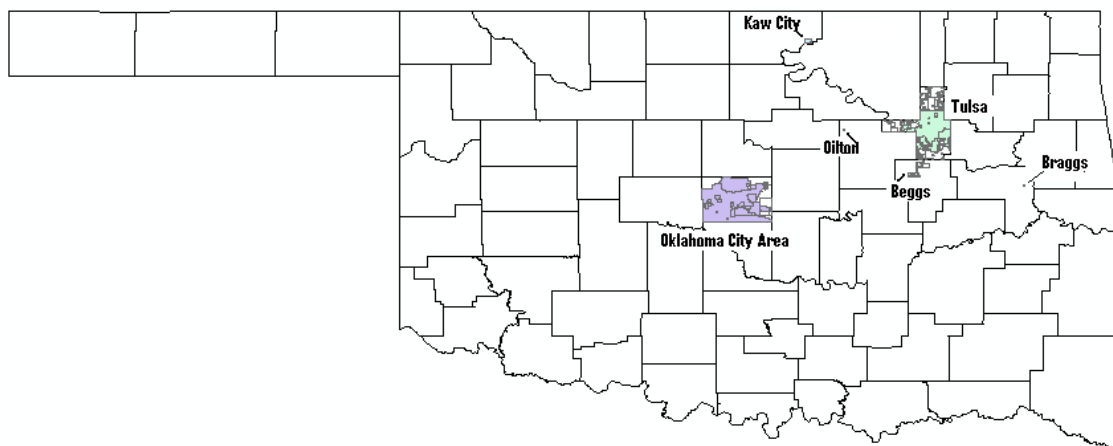 Kaw City
Tulsa
Oilton
Braggs
Beggs
Oklahoma City Area